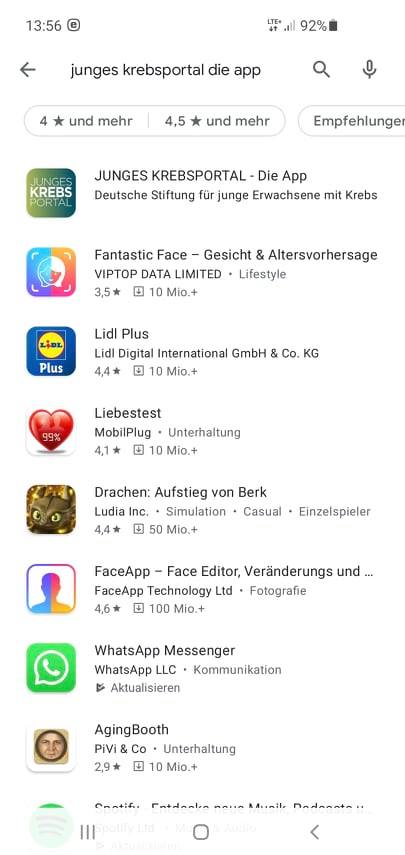 13:56
LTE+ 92%
junges krebsportal die app
4 ★ und mehr
4,5 ★ und mehr
Empfehlunger
JUNGES
KREBS
PORTAL
JUNGES KREBSPORTAL - Die App
Deutsche Stiftung für junge Erwachsene mit Krebs
Fantastic Face – Gesicht & Altersvorhersage
VIPTOP DATA LIMITED • Lifestyle
3,5★ 10 Mio.+
LIDL
Plus
Lidl Plus
Lidl Digital International GmbH & Co. KG
4,4★ 10 Mio.+
99%
Liebestest
MobilPlug • Unterhaltung
4,1★ 10 Mio.+
Drachen: Aufstieg von Berk
Ludia Inc. • Simulation • Casual • Einzelspieler
4,4★ 50 Mio.+
FaceApp – Face Editor, Veränderungs und ...
FaceApp Technology Ltd • Fotografie
4,6★ 100 Mio.+
WhatsApp Messenger
WhatsApp LLC • Kommunikation
Aktualisieren
AgingBooth
PiVi & Co • Unterhaltung
2,9★ 10 Mio.+
Spotify - Entdecke neue Musik, Podcasts u...
Spotify Ltd • Music & Audio
Aktualisieren